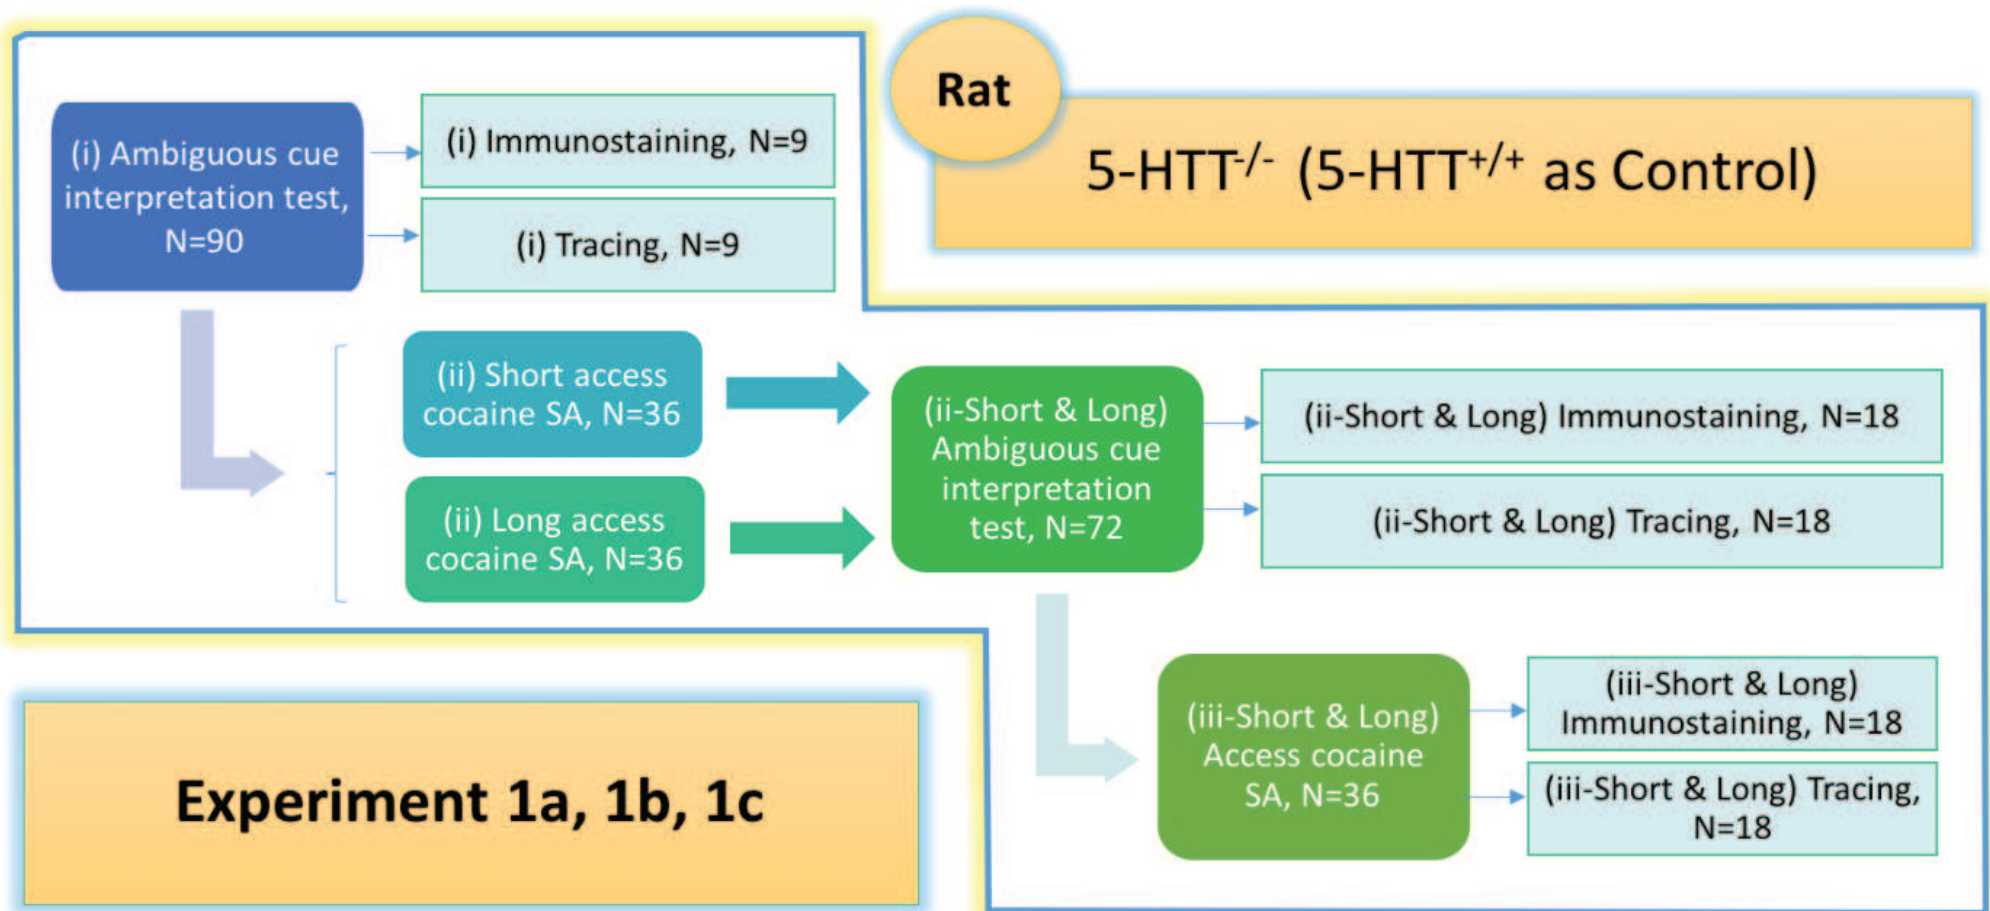 Rat
5-HTT-/- (5-HTT+/+ as Control)
(i) Ambiguous cue
interpretation test,
N=90
(i) Immunostaining, N=9
(i) Tracing, N=9
(ii) Short access
cocaine SA, N=36
(ii) Long access
cocaine SA, N=36
(ii-Short & Long)
Ambiguous cue
interpretation
test, N=72
(ii-Short & Long) Immunostaining, N=18
(ii-Short & Long) Tracing, N=18
(iii-Short & Long)
Access cocaine
SA, N=36
(iii-Short & Long)
Immunostaining, N=18
(iii-Short & Long) Tracing,
N=18
Experiment 1a, 1b, 1c